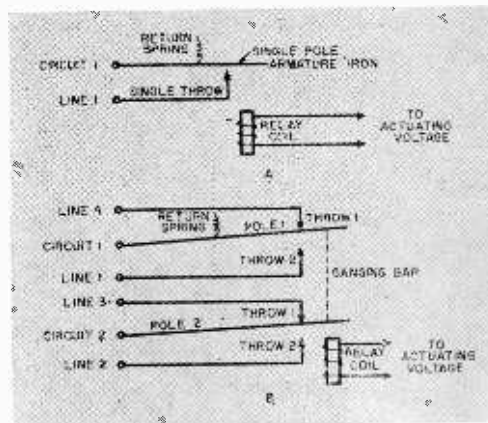 RETURN
SPRING
SINGLE POLE
ARMATURE IRON
CIRCUIT 1
LINE 1
SINGLE THROW
RELAY
COIL
TO
ACTUATING
VOLTAGE
A
LINE 4
RETURN
SPRING
POLE 1
THROW 1
CIRCUIT 1
THROW 2
LINE 1
GANGING BAR
LINE 3
THROW 1
CIRCUIT 2
POLE 2
THROW 2
LINE 2
RELAY
COIL
TO
ACTUATING
VOLTAGE
B